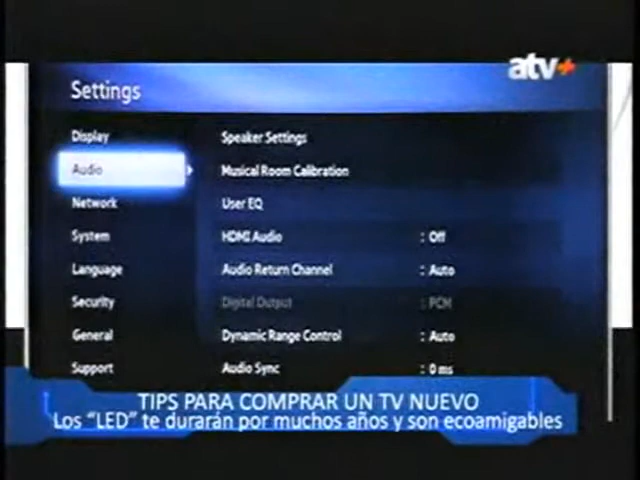 atv+
Settings
Display
Speaker Settings
Audio
Musical Room Calibration
Network
User EQ
System
HDMI Audio : Off
Language
Audio Return Channel : Auto
Security
Digital Output : PCM
General
Dynamic Range Control : Auto
Support
Audio Sync : 0 ms
TIPS PARA COMPRAR UN TV NUEVO
Los “LED” te durarán por muchos años y son ecoamigables